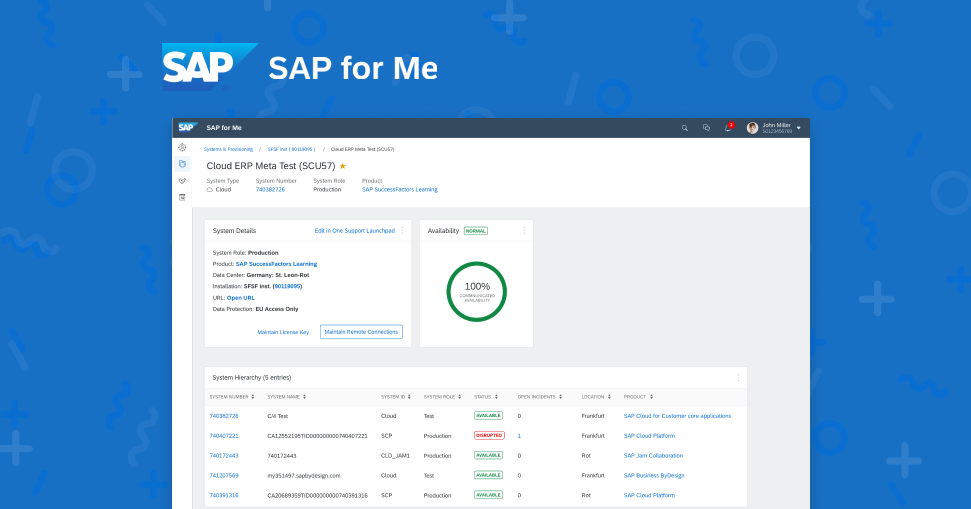 SAP SAP for Me
SAP SAP for Me 2 John Miller
S0123456789
Systems & Provisioning / SFSF inst ( 90119095 ) / Cloud ERP Meta Test (SCU57)
Cloud ERP Meta Test (SCU57)
System Type System Number System Role Product
Cloud 740382726 Production SAP SuccessFactors Learning
System Details Edit in One Support Launchpad Availability NORMAL
System Role: Production
Product: SAP SuccessFactors Learning
Data Center: Germany: St. Leon-Rot
Installation: SFSF inst. (90119095)
URL: Open URL
Data Protection: EU Access Only
Maintain License Key Maintain Remote Connections
100%
COMMUNICATED
AVAILABILITY
System Hierarchy (5 entries)
SYSTEM NUMBER SYSTEM NAME SYSTEM ID SYSTEM ROLE STATUS OPEN INCIDENTS LOCATION PRODUCT
740382726 C/4 Test Cloud Test AVAILABLE 0 Frankfurt SAP Cloud for Customer core applications
740407221 CA12552195TID000000000740407221 SCP Production DISRUPTED 1 Frankfurt SAP Cloud Platform
740172443 740172443 CLD_JAM1 Production AVAILABLE 0 Rot SAP Jam Collaboration
741207569 my351497.sapbydesign.com Cloud Test AVAILABLE 0 Frankfurt SAP Business ByDesign
740391316 CA20689359TID000000000740391316 SCP Production AVAILABLE 0 Rot SAP Cloud Platform